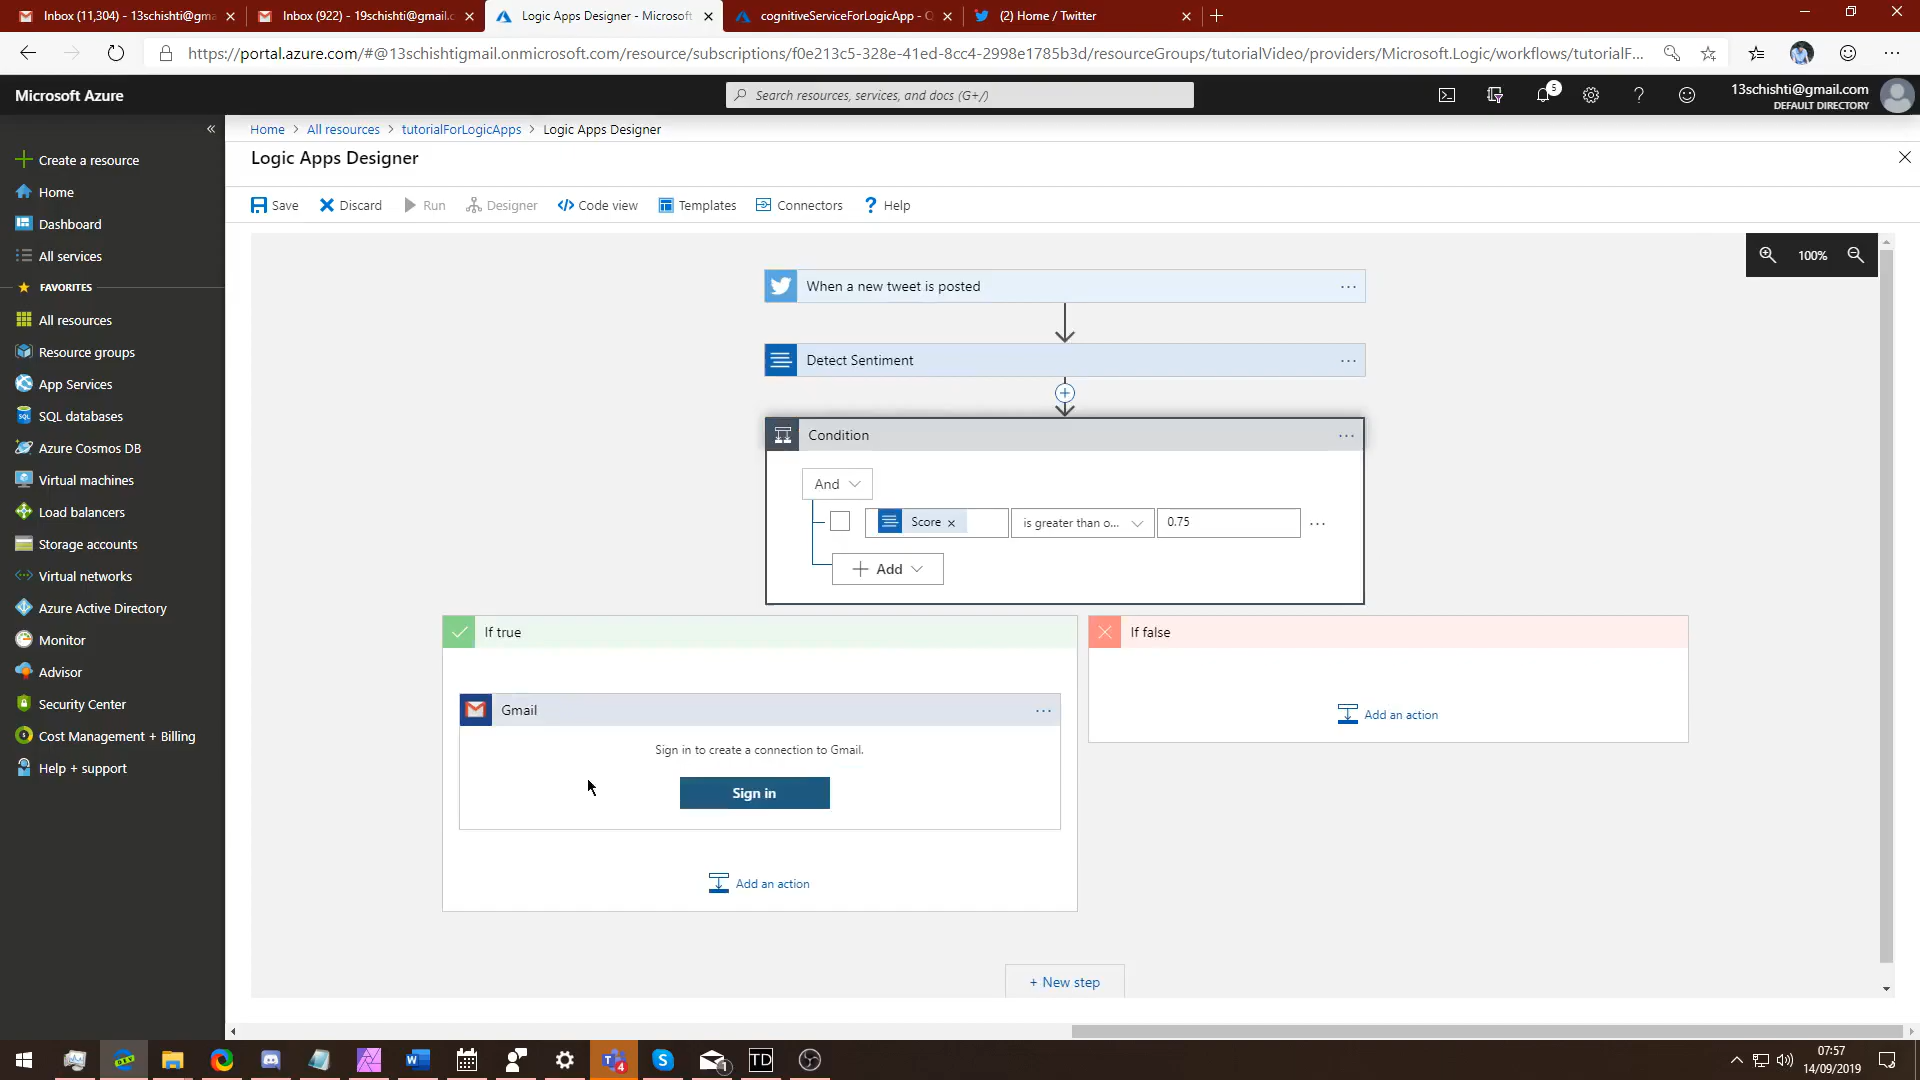 Inbox (11,304) - 13schishti@gma
Inbox (922) - 19schishti@gmail.c
Logic Apps Designer - Microsoft
cognitiveServiceForLogicApp - Q
(2) Home / Twitter
https://portal.azure.com/#@13schishtigmail.onmicrosoft.com/resource/subscriptions/f0e213c5-328e-41ed-8cc4-2998e1785b3d/resourceGroups/tutorialVideo/providers/Microsoft.Logic/workflows/tutorialF...
Microsoft Azure
Search resources, services, and docs (G+/)
5
13schishti@gmail.com
DEFAULT DIRECTORY
Home > All resources > tutorialForLogicApps > Logic Apps Designer
Logic Apps Designer
Create a resource
Home
Dashboard
All services
FAVORITES
All resources
Resource groups
App Services
SQL databases
Azure Cosmos DB
Virtual machines
Load balancers
Storage accounts
Virtual networks
Azure Active Directory
Monitor
Advisor
Security Center
Cost Management + Billing
Help + support
Save Discard Run Designer Code view Templates Connectors Help
100%
When a new tweet is posted
Detect Sentiment
Condition
And
Score is greater than o... 0.75
Add
If true
If false
Gmail
Sign in to create a connection to Gmail.
Sign in
Add an action
Add an action
+ New step
DEV
4
1
TD
07:57
14/09/2019